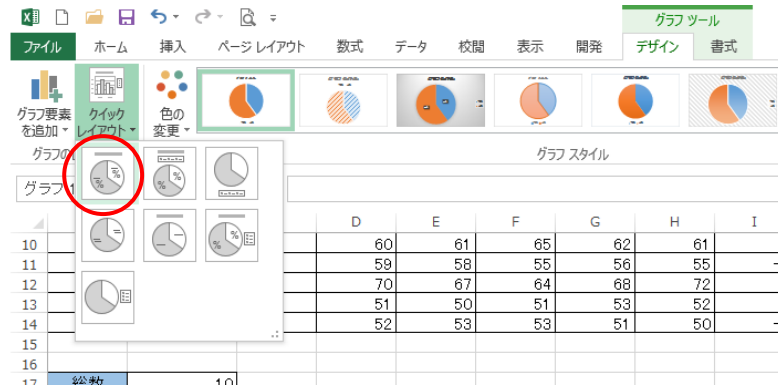 グラフ ツール
ファイル ホーム 挿入 ページ レイアウト 数式 データ 校閲 表示 開発 デザイン 書式
グラフ要素を追加 クイックレイアウト 色の変更
グラフの グラフ スタイル
グラフ 1
D E F G H I
10 60 61 65 62 61
11 59 58 55 56 55
12 70 67 64 68 72
13 51 50 51 53 52
14 52 53 53 51 50
15
16
17 総数 10